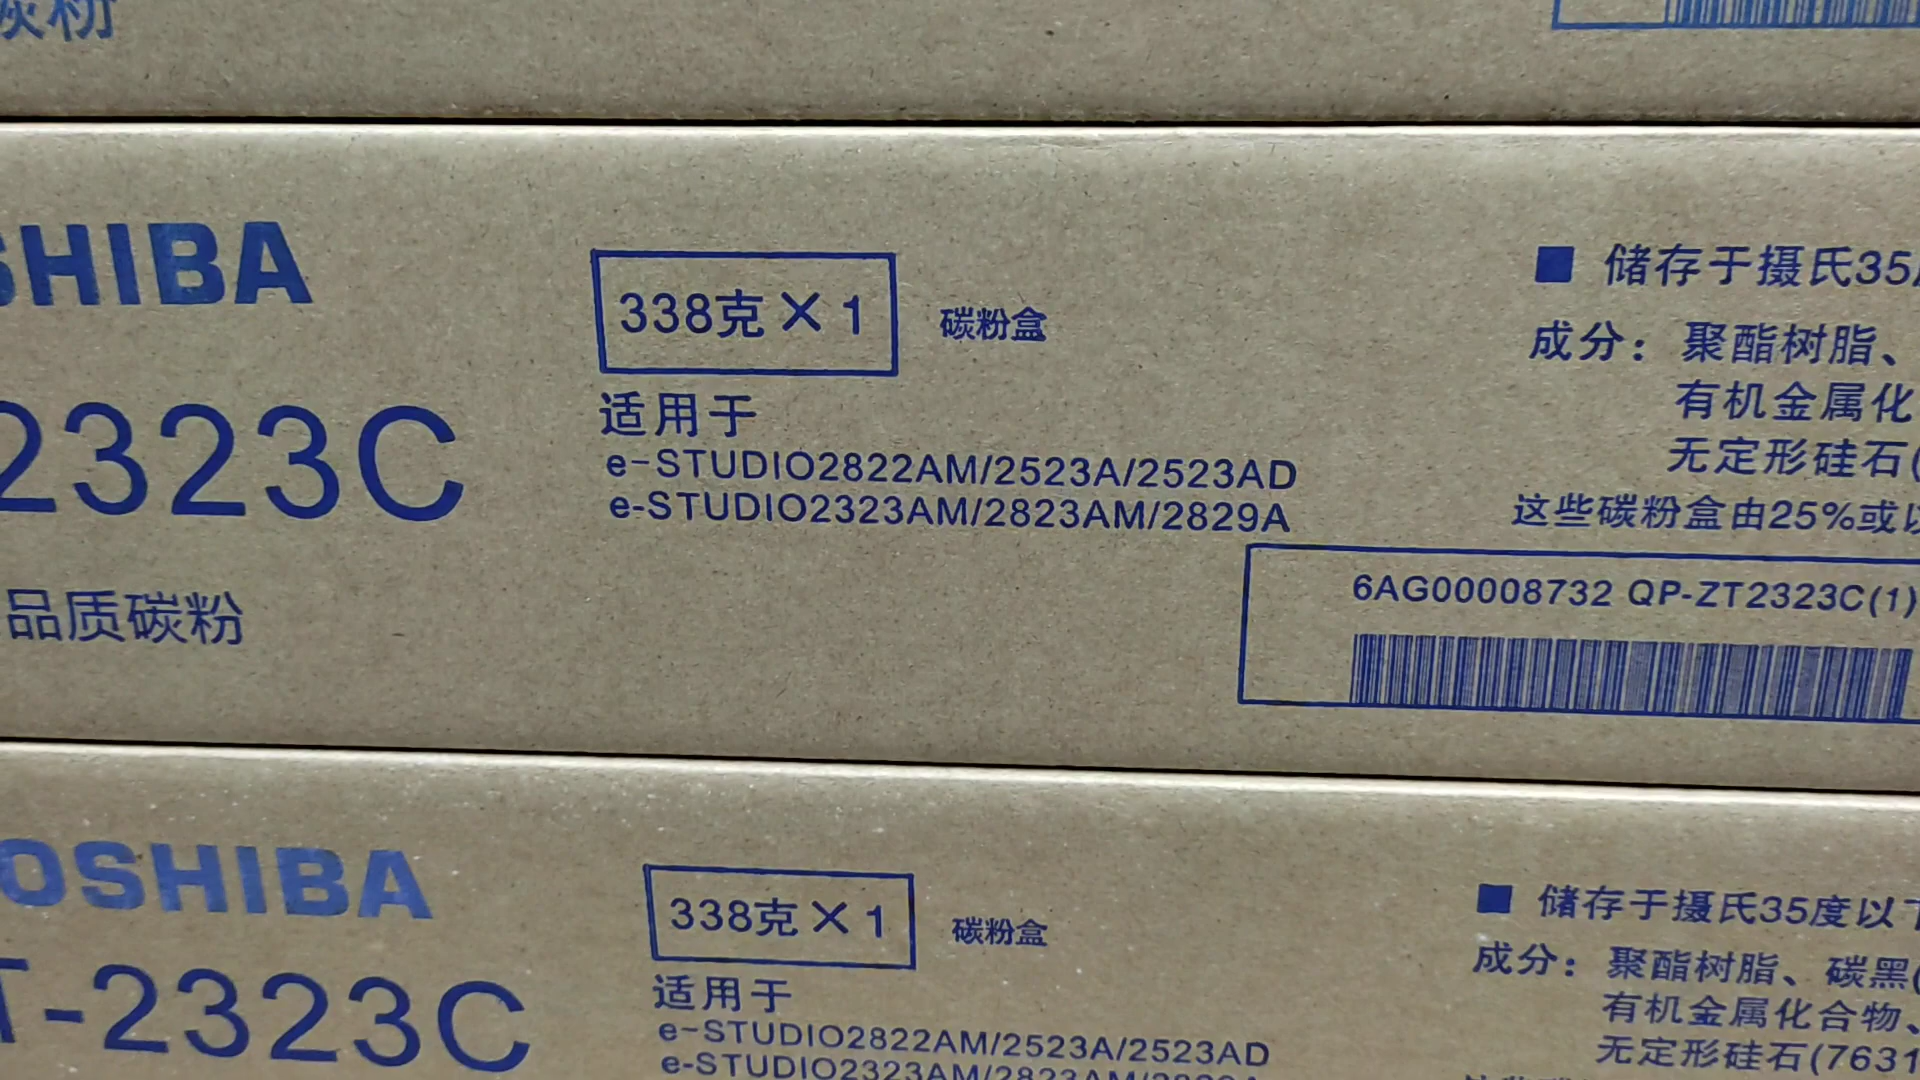 碳粉
SHIBA
2323C
品质碳粉
338克×1 碳粉盒
适用于
e-STUDIO2822AM/2523A/2523AD
e-STUDIO2323AM/2823AM/2829A
■ 储存于摄氏35
成分：聚酯树脂、
有机金属化
无定形硅石(
这些碳粉盒由25%或以
6AG00008732 QP-ZT2323C(1)
OSHIBA
T-2323C
338克×1 碳粉盒
适用于
e-STUDIO2822AM/2523A/2523AD
e-STUDIO2323AM/2823AM/2829A
■ 储存于摄氏35度以下
成分：聚酯树脂、碳黑(
有机金属化合物、
无定形硅石(7631